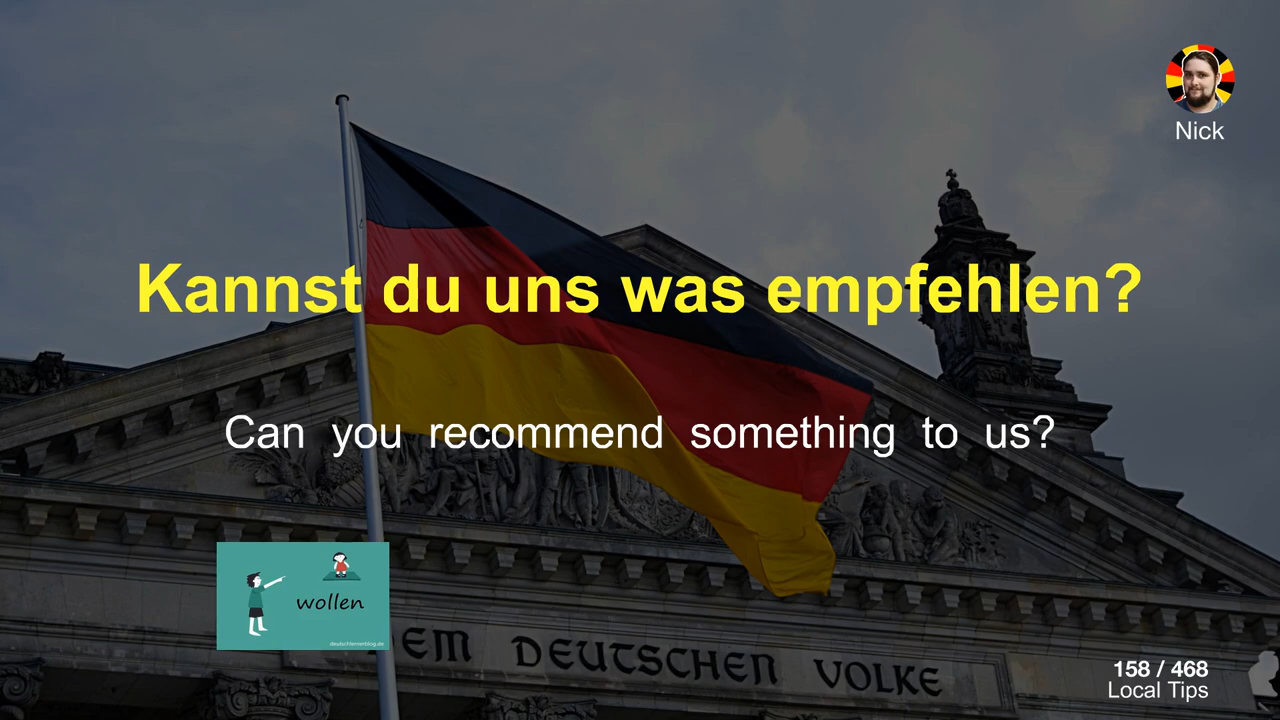 Nick
Kannst du uns was empfehlen?
Can you recommend something to us?
wollen
deutschlernerblog.de
DEM DEUTSCHEN VOLKE
158 / 468
Local Tips